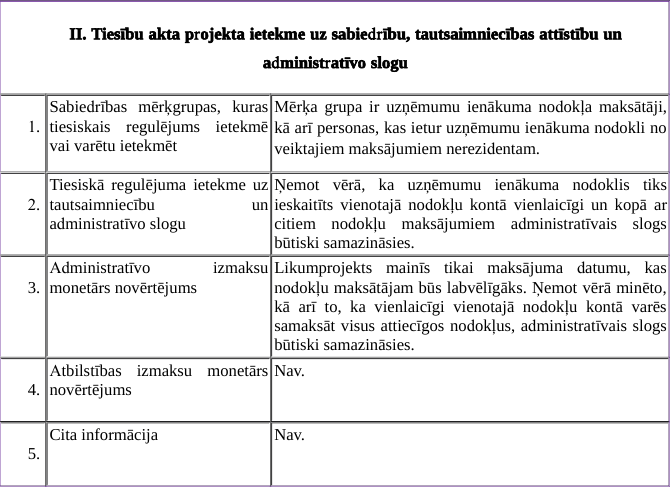 II. Tiesību akta projekta ietekme uz sabiedrību, tautsaimniecības attīstību un
administratīvo slogu
1.
Sabiedrības mērķgrupas, kuras
tiesiskais regulējums ietekmē
vai varētu ietekmēt
Mērķa grupa ir uzņēmumu ienākuma nodokļa maksātāji,
kā arī personas, kas ietur uzņēmumu ienākuma nodokli no
veiktajiem maksājumiem nerezidentam.
2.
Tiesiskā regulējuma ietekme uz
tautsaimniecību un
administratīvo slogu
Ņemot vērā, ka uzņēmumu ienākuma nodoklis tiks
ieskaitīts vienotajā nodokļu kontā vienlaicīgi un kopā ar
citiem nodokļu maksājumiem administratīvais slogs
būtiski samazināsies.
3.
Administratīvo izmaksu
monetārs novērtējums
Likumprojekts mainīs tikai maksājuma datumu, kas
nodokļu maksātājam būs labvēlīgāks. Ņemot vērā minēto,
kā arī to, ka vienlaicīgi vienotajā nodokļu kontā varēs
samaksāt visus attiecīgos nodokļus, administratīvais slogs
būtiski samazināsies.
4.
Atbilstības izmaksu monetārs
novērtējums
Nav.
5.
Cita informācija
Nav.